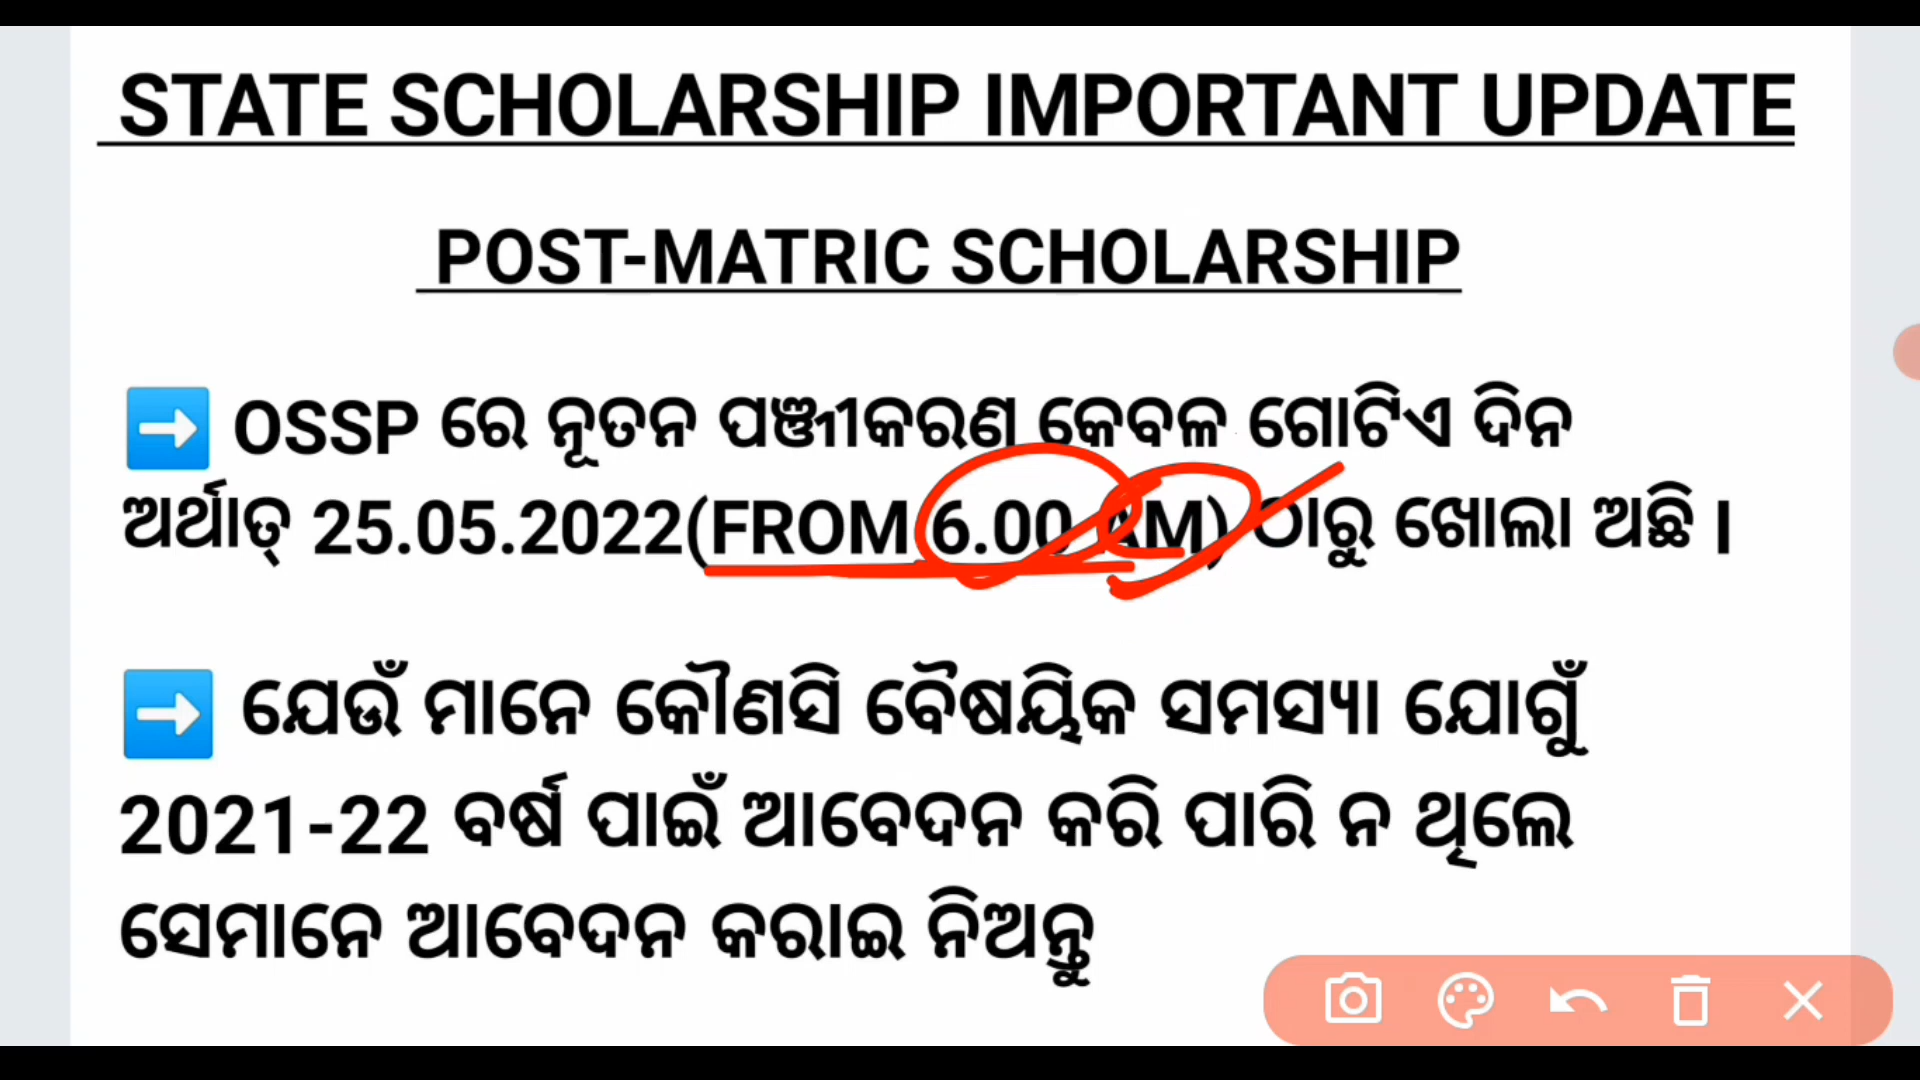 STATE SCHOLARSHIP IMPORTANT UPDATE
POST-MATRIC SCHOLARSHIP
➡️ OSSP ରେ ନୂତନ ପଞ୍ଜୀକରଣ କେବଳ ଗୋଟିଏ ଦିନ
ଅର୍ଥାତ୍ 25.05.2022(FROM 6.00 AM) ଠାରୁ ଖୋଲା ଅଛି ।
➡️ ଯେଉଁ ମାନେ କୌଣସି ବୈଷୟିକ ସମସ୍ୟା ଯୋଗୁଁ
2021-22 ବର୍ଷ ପାଇଁ ଆବେଦନ କରି ପାରି ନ ଥିଲେ
ସେମାନେ ଆବେଦନ କରାଇ ନିଅନ୍ତୁ